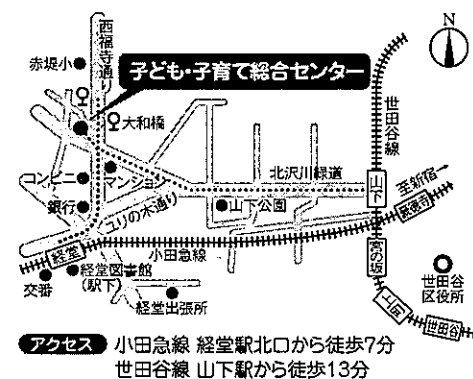 N
西福寺通り
赤堤小
子ども・子育て総合センター
大和橋
世田谷線
コンビニ
マンション
北沢川緑道
山下
至新宿
銀行
ユリの木通り
山下公園
豪徳寺
小田急線
経堂
宮の坂
交番
経堂図書館
(駅下)
経堂出張所
世田谷
区役所
上町
世田谷
アクセス 小田急線 経堂駅北口から徒歩7分
世田谷線 山下駅から徒歩13分